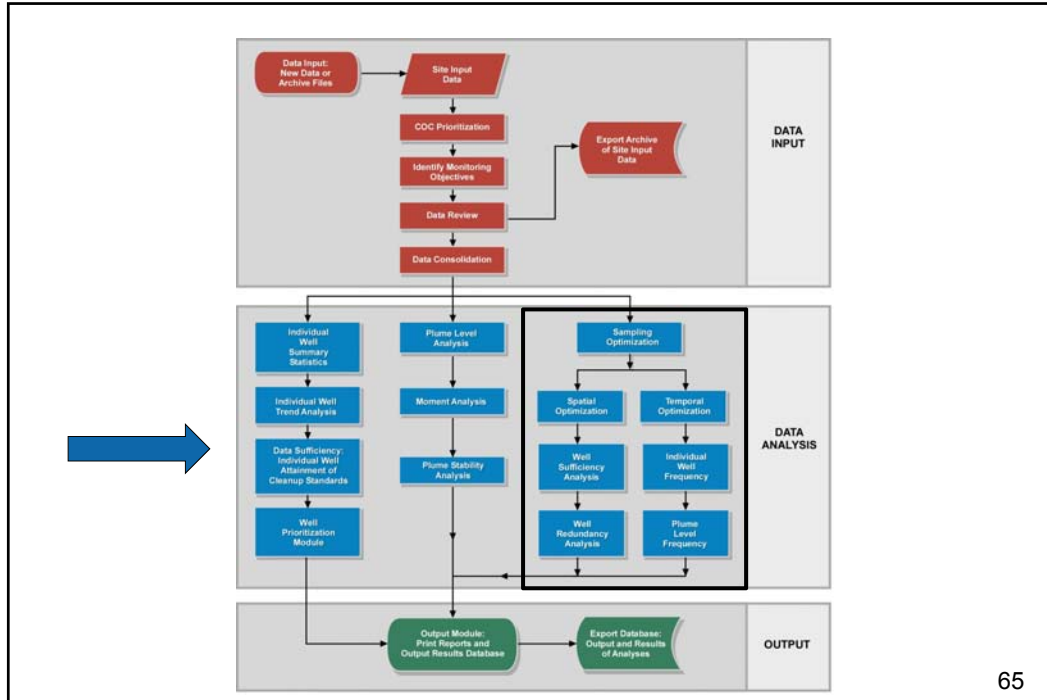 Data Input:
New Data or
Archive Files
Site Input
Data
COC Prioritization
Identify Monitoring
Objectives
Data Review
Data Consolidation
Export Archive
of Site Input
Data
DATA
INPUT
Individual
Well
Summary
Statistics
Individual Well
Trend Analysis
Data Sufficiency:
Individual Well
Attainment of
Cleanup Standards
Well
Prioritization
Module
Plume Level
Analysis
Moment Analysis
Plume Stability
Analysis
Sampling
Optimization
Spatial
Optimization
Well
Sufficiency
Analysis
Well
Redundancy
Analysis
Temporal
Optimization
Individual
Well
Frequency
Plume
Level
Frequency
DATA
ANALYSIS
Output Module:
Print Reports and
Output Results Database
Export Database:
Output and Results
of Analyses
OUTPUT
65